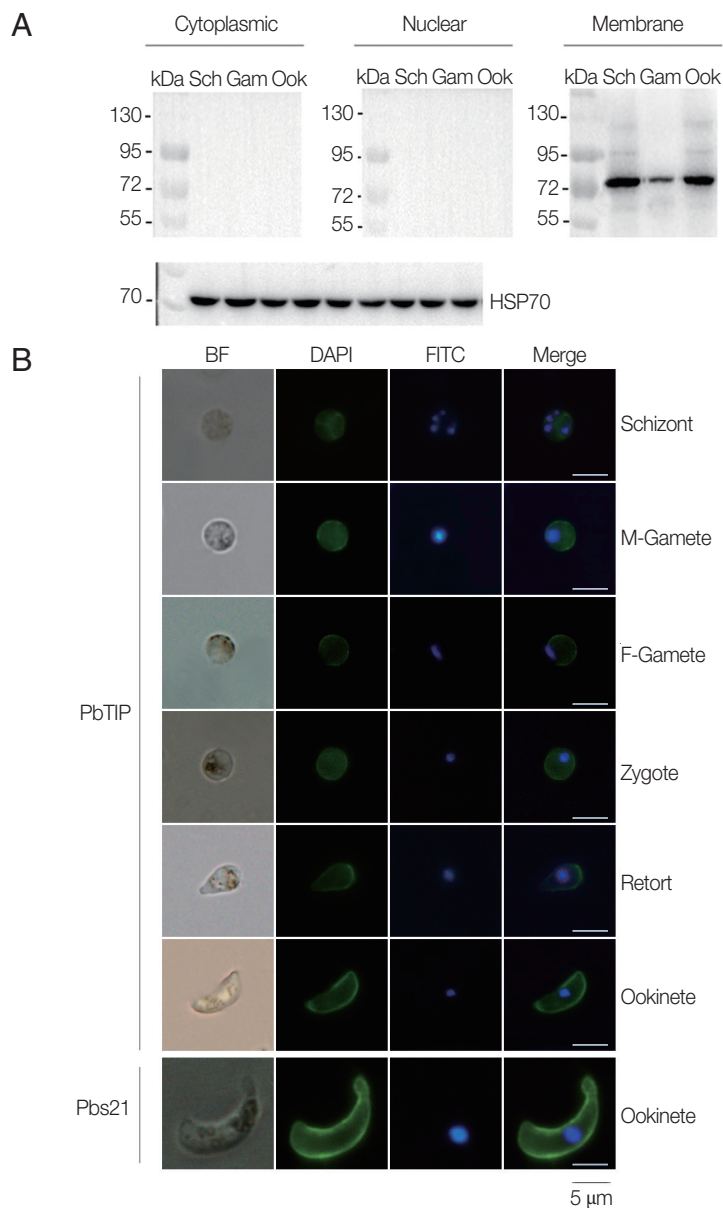 A
Cytoplasmic Nuclear Membrane
kDa Sch Gam Ook kDa Sch Gam Ook kDa Sch Gam Ook
130 - 130 - 130 -
95 - 95 - 95 -
72 - 72 - 72 -
55 - 55 - 55 -
70 - HSP70
B
BF DAPI FITC Merge
Schizont
M-Gamete
F-Gamete
PbTIP
Zygote
Retort
Ookinete
Pbs21 Ookinete
5 μm